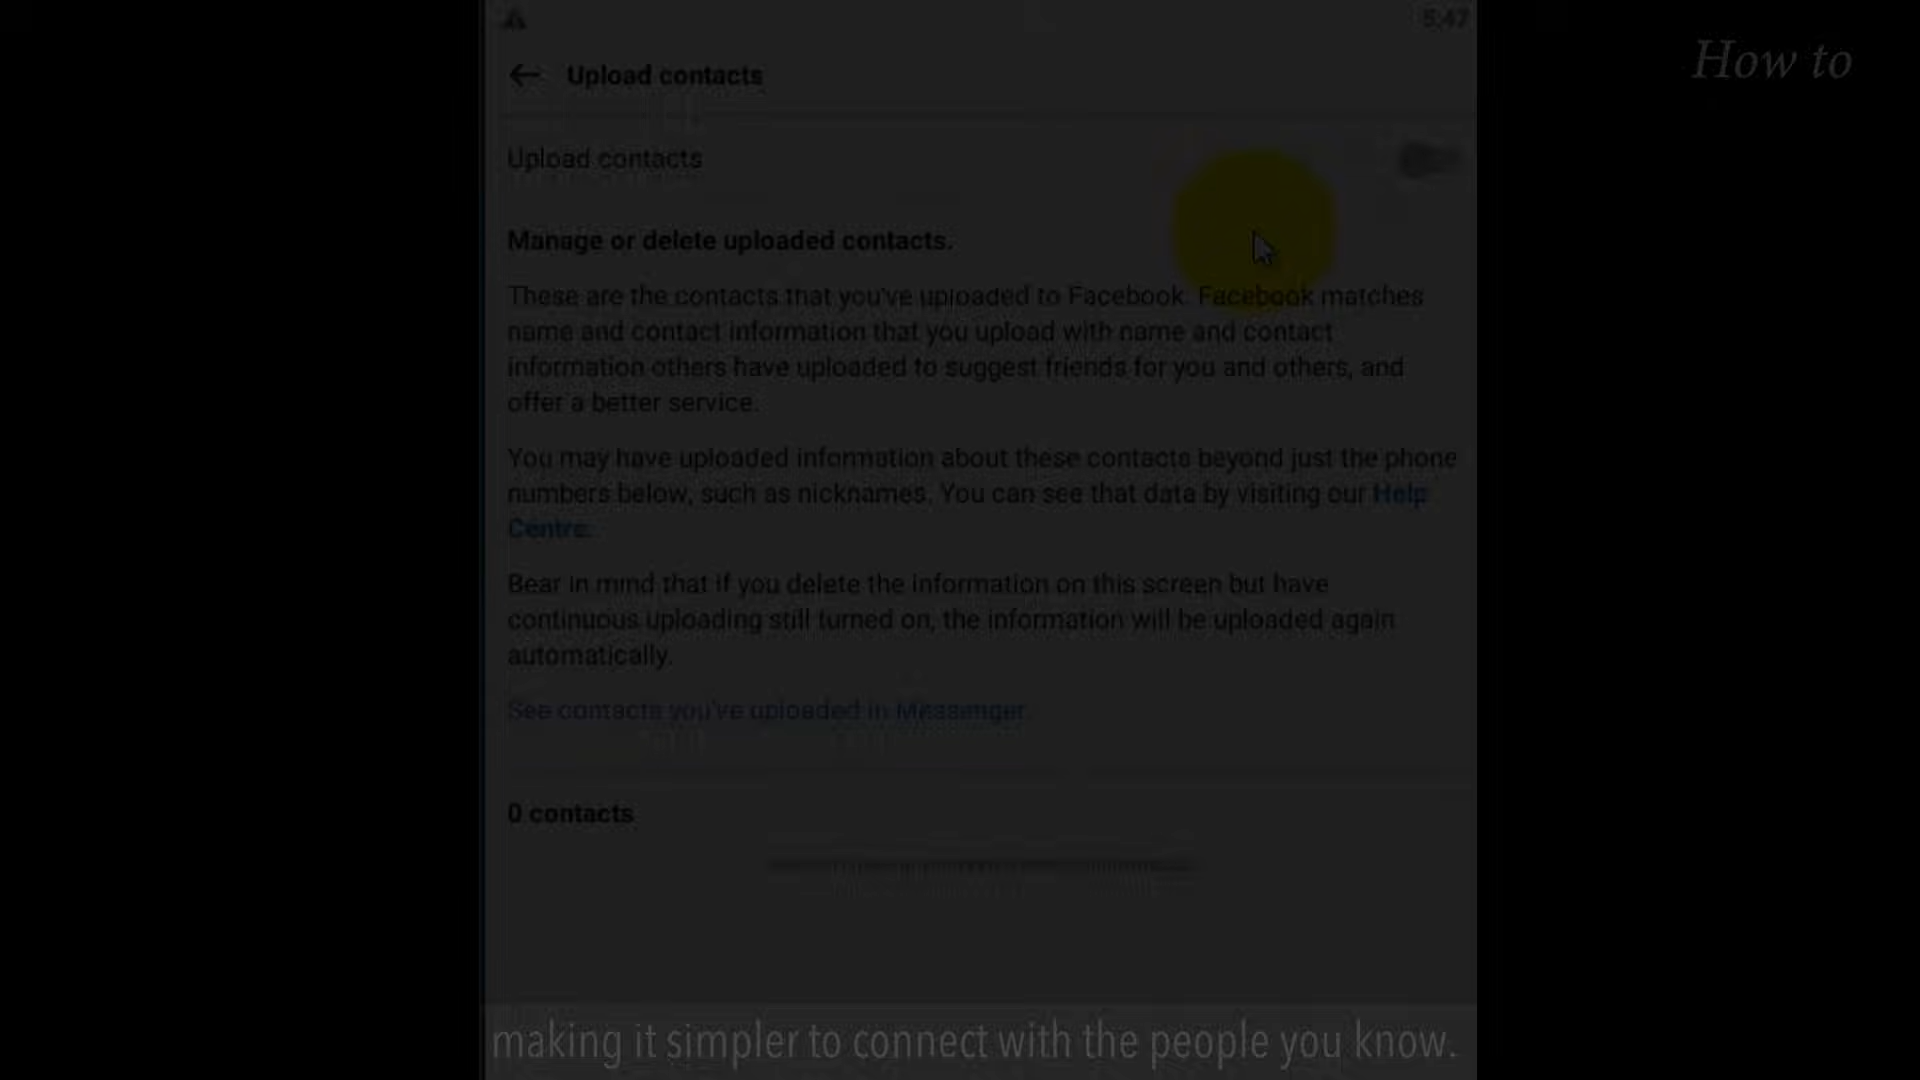 5:47
How to
Upload contacts
Upload contacts
Manage or delete uploaded contacts.
These are the contacts that you've uploaded to Facebook. Facebook matches
name and contact information that you upload with name and contact
information others have uploaded to suggest friends for you and others, and
offer a better service.
You may have uploaded information about these contacts beyond just the phone
numbers below, such as nicknames. You can see that data by visiting our Help
Centre.
Bear in mind that if you delete the information on this screen but have
continuous uploading still turned on, the information will be uploaded again
automatically.
See contacts you've uploaded in Messenger.
0 contacts
making it simpler to connect with the people you know.